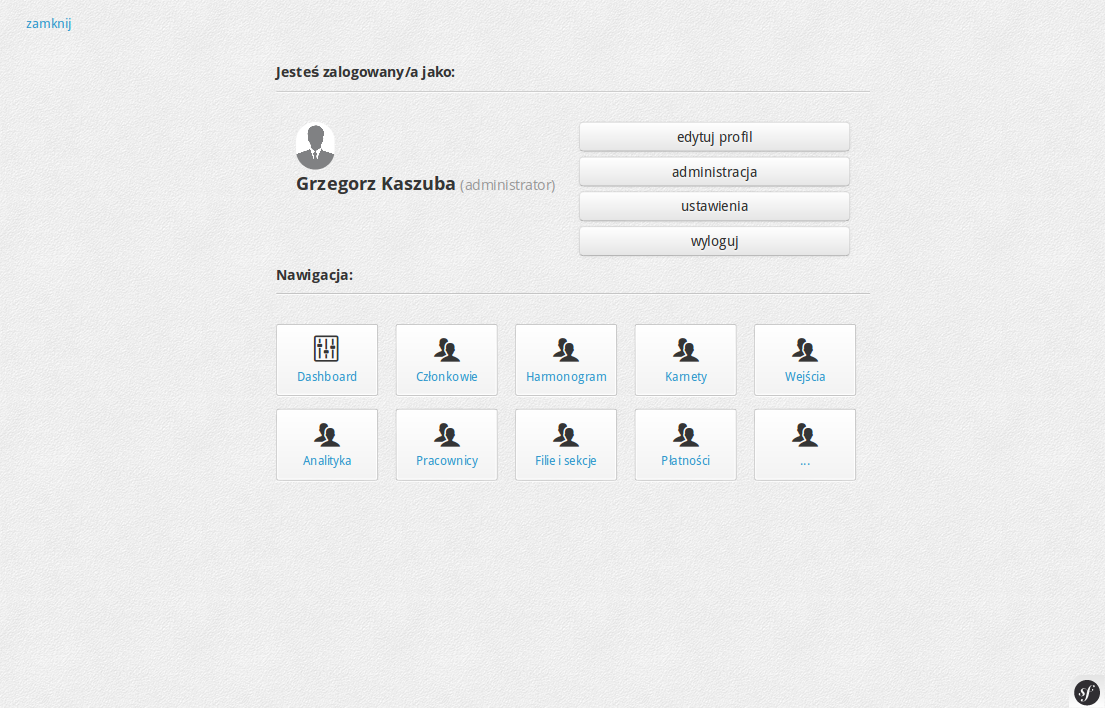 zamknij
Jesteś zalogowany/a jako:
edytuj profil
administracja
Grzegorz Kaszuba (administrator)
ustawienia
wyloguj
Nawigacja:
Dashboard Członkowie Harmonogram Karnety Wejścia
Analityka Pracownicy Filie i sekcje Płatności ...
sf